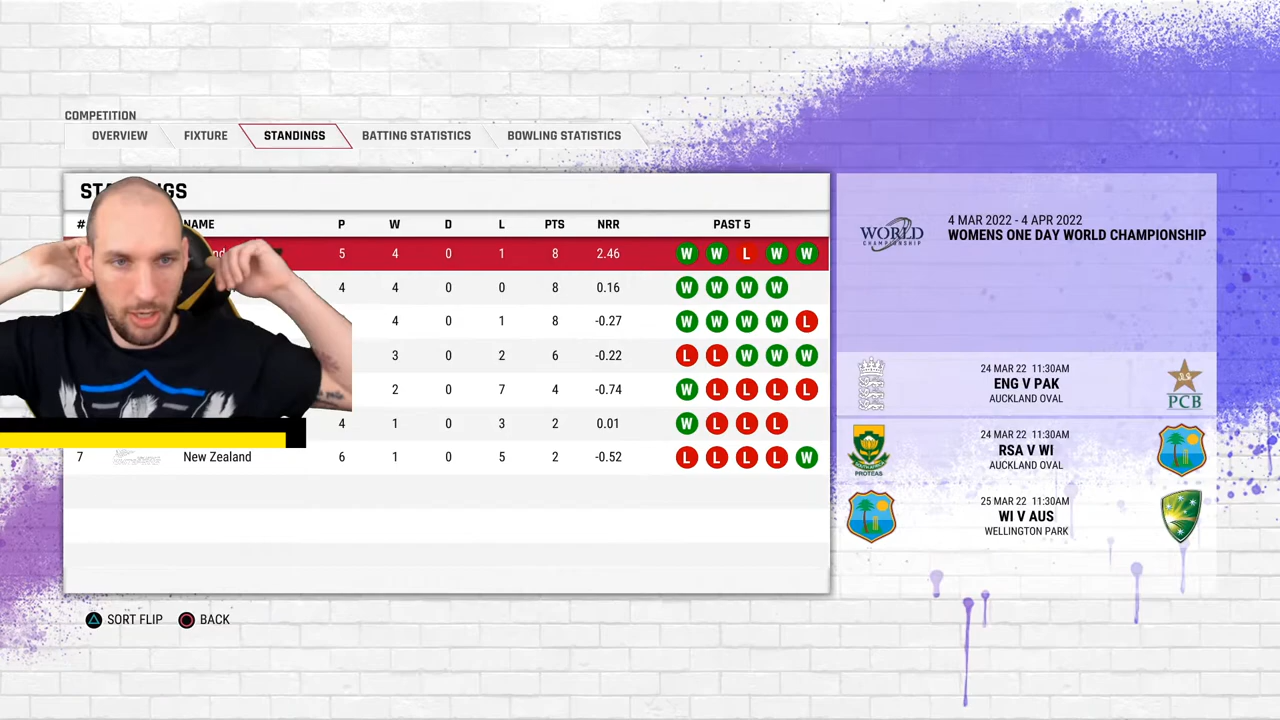 COMPETITION
OVERVIEW FIXTURE STANDINGS BATTING STATISTICS BOWLING STATISTICS
# NAME P W D L PTS NRR PAST 5
5 4 0 1 8 2.46 W W L W W
4 4 0 0 8 0.16 W W W W
4 0 1 8 -0.27 W W W W L
3 0 2 6 -0.22 L L W W W
2 0 7 4 -0.74 W L L L L
4 1 0 3 2 0.01 W L L L
7 New Zealand 6 1 0 5 2 -0.52 L L L L W
SORT FLIP BACK
WORLD
CHAMPIONSHIP
4 MAR 2022 - 4 APR 2022
WOMENS ONE DAY WORLD CHAMPIONSHIP
24 MAR 22 11:30AM
ENG V PAK
AUCKLAND OVAL
PCB
24 MAR 22 11:30AM
RSA V WI
AUCKLAND OVAL
PROTEAS
25 MAR 22 11:30AM
WI V AUS
WELLINGTON PARK